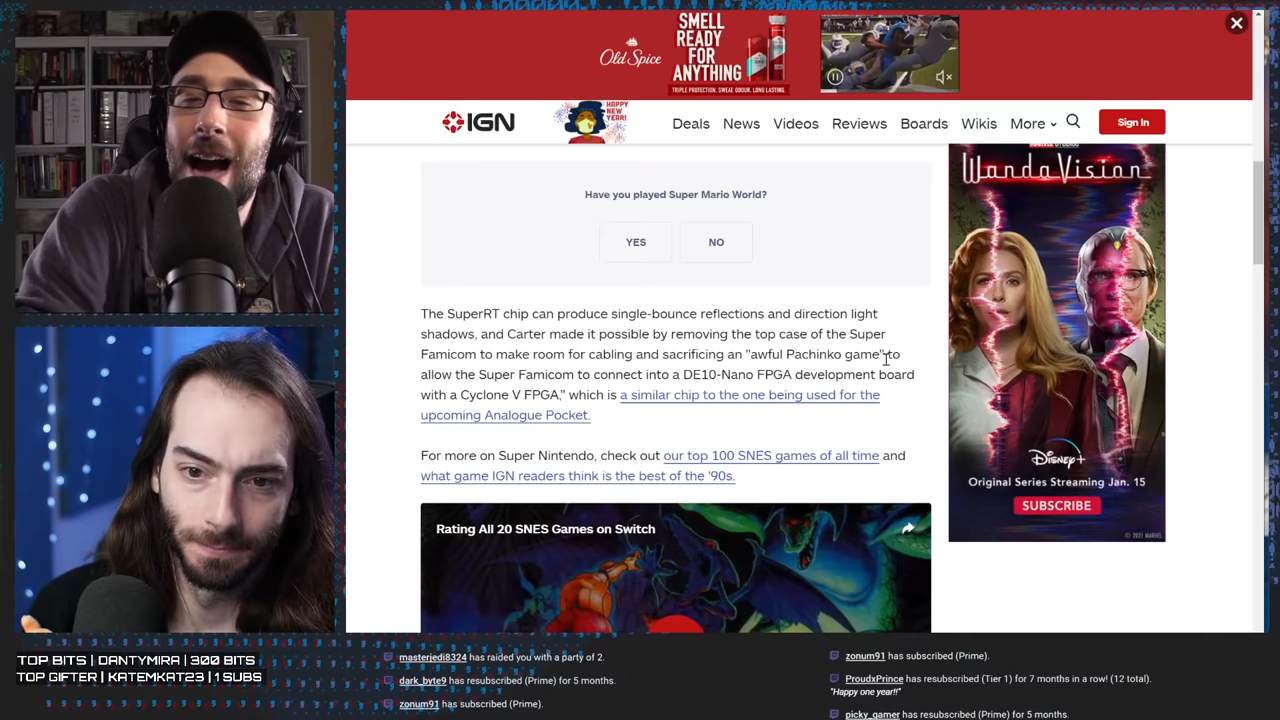 SMELL
READY
FOR
ANYTHING
Old Spice
TRIPLE PROTECTION. SWEAT. ODOUR. LONG LASTING.
IGN
HAPPY
NEW
YEAR!
Deals News Videos Reviews Boards Wikis More
Sign In
Have you played Super Mario World?
YES NO
The SuperRT chip can produce single-bounce reflections and direction light
shadows, and Carter made it possible by removing the top case of the Super
Famicom to make room for cabling and sacrificing an "awful Pachinko game" to
allow the Super Famicom to connect into a DE10-Nano FPGA development board
with a Cyclone V FPGA," which is a similar chip to the one being used for the
upcoming Analogue Pocket.
For more on Super Nintendo, check out our top 100 SNES games of all time and
what game IGN readers think is the best of the '90s.
Rating All 20 SNES Games on Switch
WandaVision
Disney+
Original Series Streaming Jan. 15
SUBSCRIBE
© 2021 MARVEL
TOP BITS | DANTYMIRA | 300 BITS
TOP GIFTER | KATEMKAT23 | 1 SUBS
masterjedi8324 has raided you with a party of 2.
dark_byte9 has resubscribed (Prime) for 5 months.
zonum91 has subscribed (Prime).
zonum91 has subscribed (Prime).
ProudxPrince has resubscribed (Tier 1) for 7 months in a row! (12 total).
"Happy one year!!"
picky_gamer has resubscribed (Prime) for 5 months.